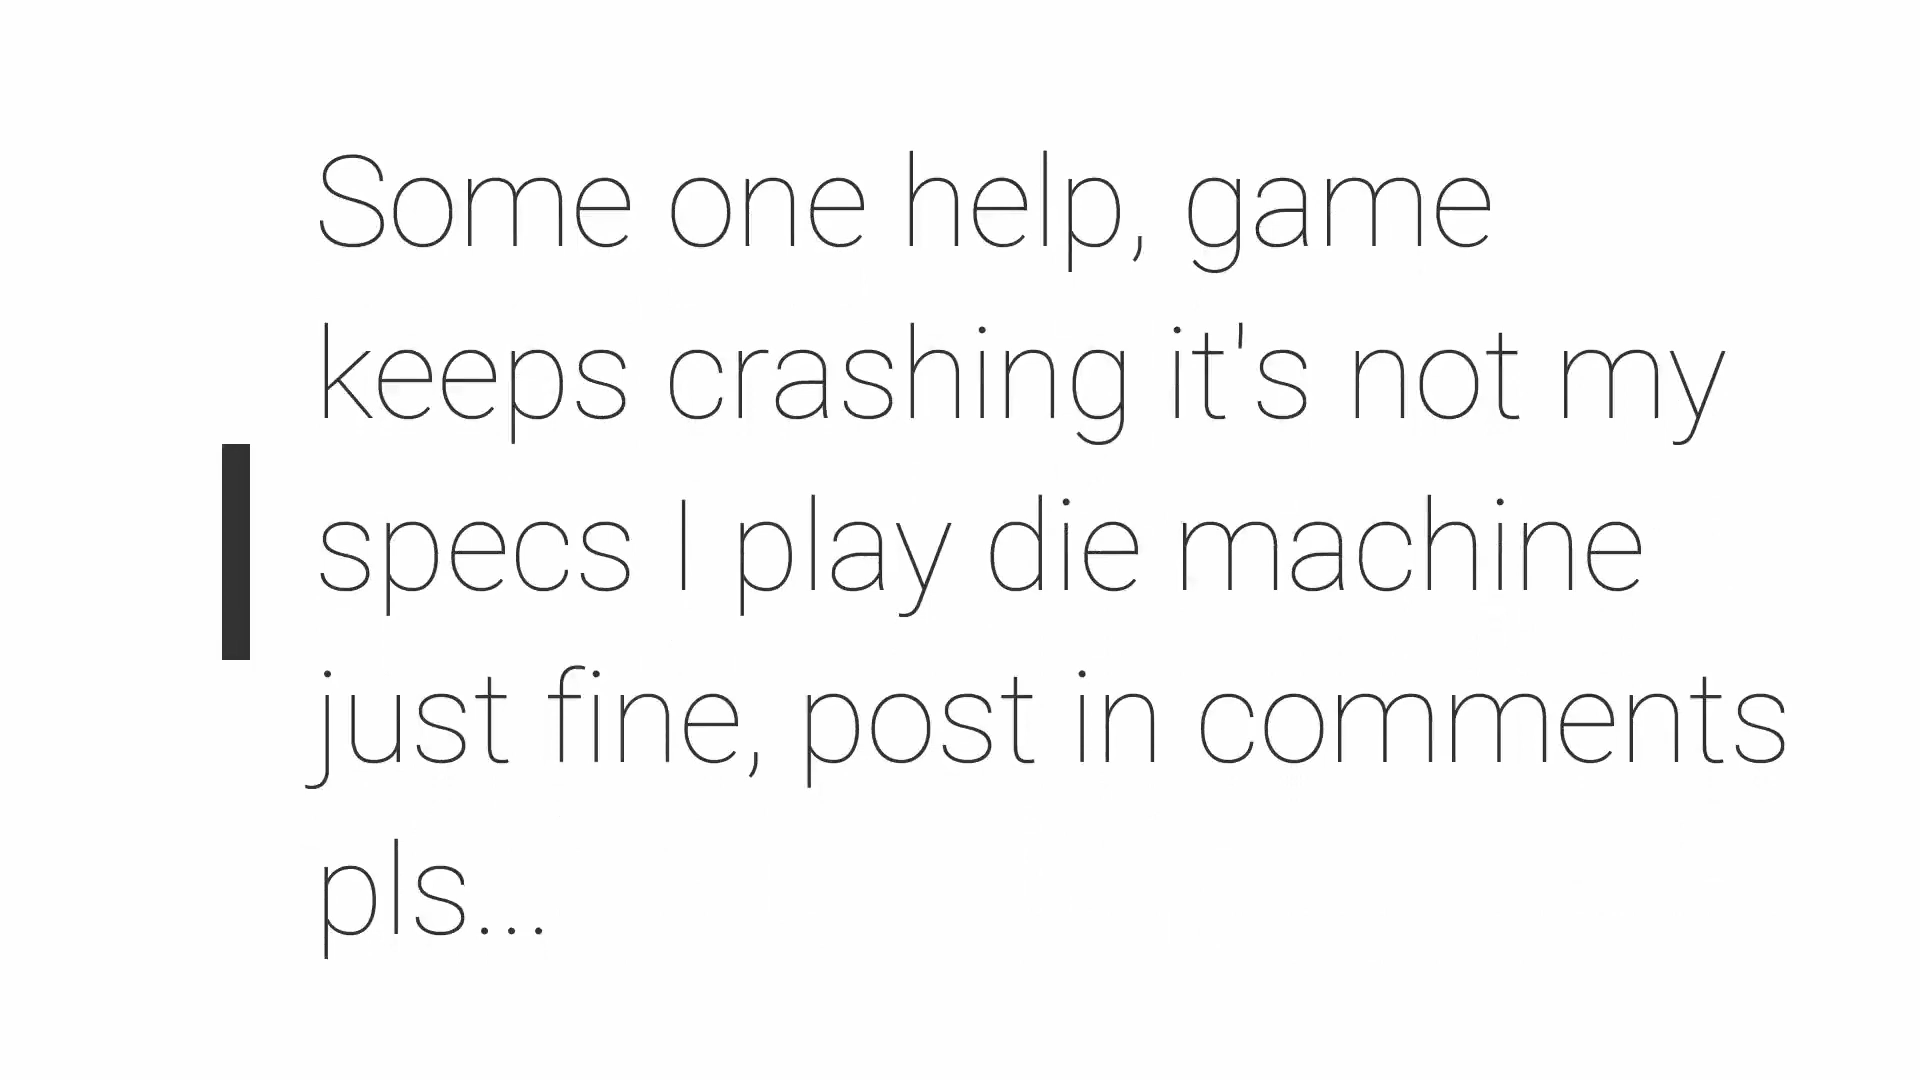 Some one help, game
keeps crashing it's not my
specs I play die machine
just fine, post in comments
pls...